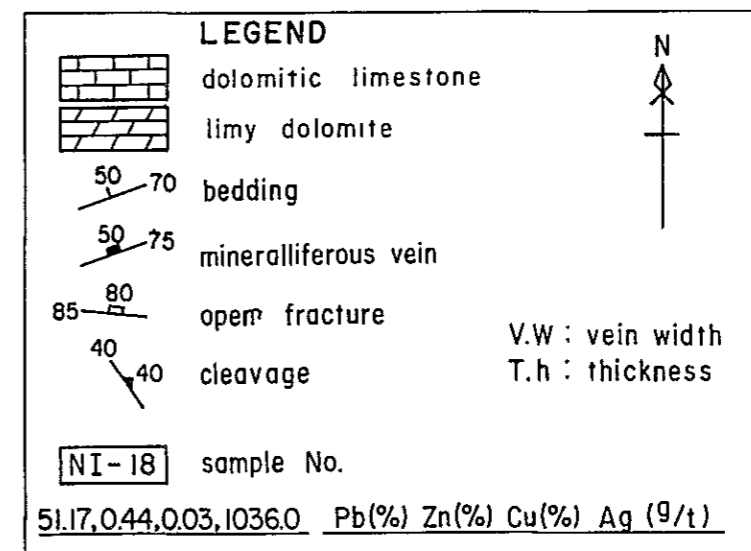 LEGEND
N
dolomitic limestone
limy dolomite
50 70 bedding
50 75 mineralliferous vein
85 80 opem fracture
V.W : vein width
40 40 cleavage
T.h : thickness
NI-18 sample No.
51.17,0.44,0.03,1036.0 Pb(%) Zn(%) Cu(%) Ag (g/t)